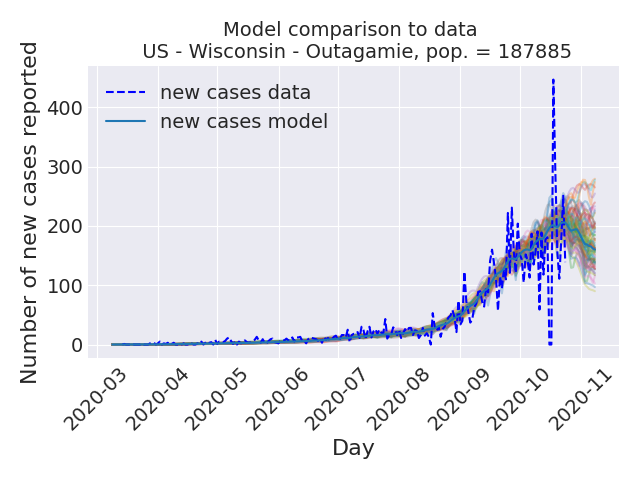 Model comparison to data
US - Wisconsin - Outagamie, pop. = 187885
Number of new cases reported
400
300
200
100
0
new cases data
new cases model
2020-03
2020-04
2020-05
2020-06
2020-07
2020-08
2020-09
2020-10
2020-11
Day